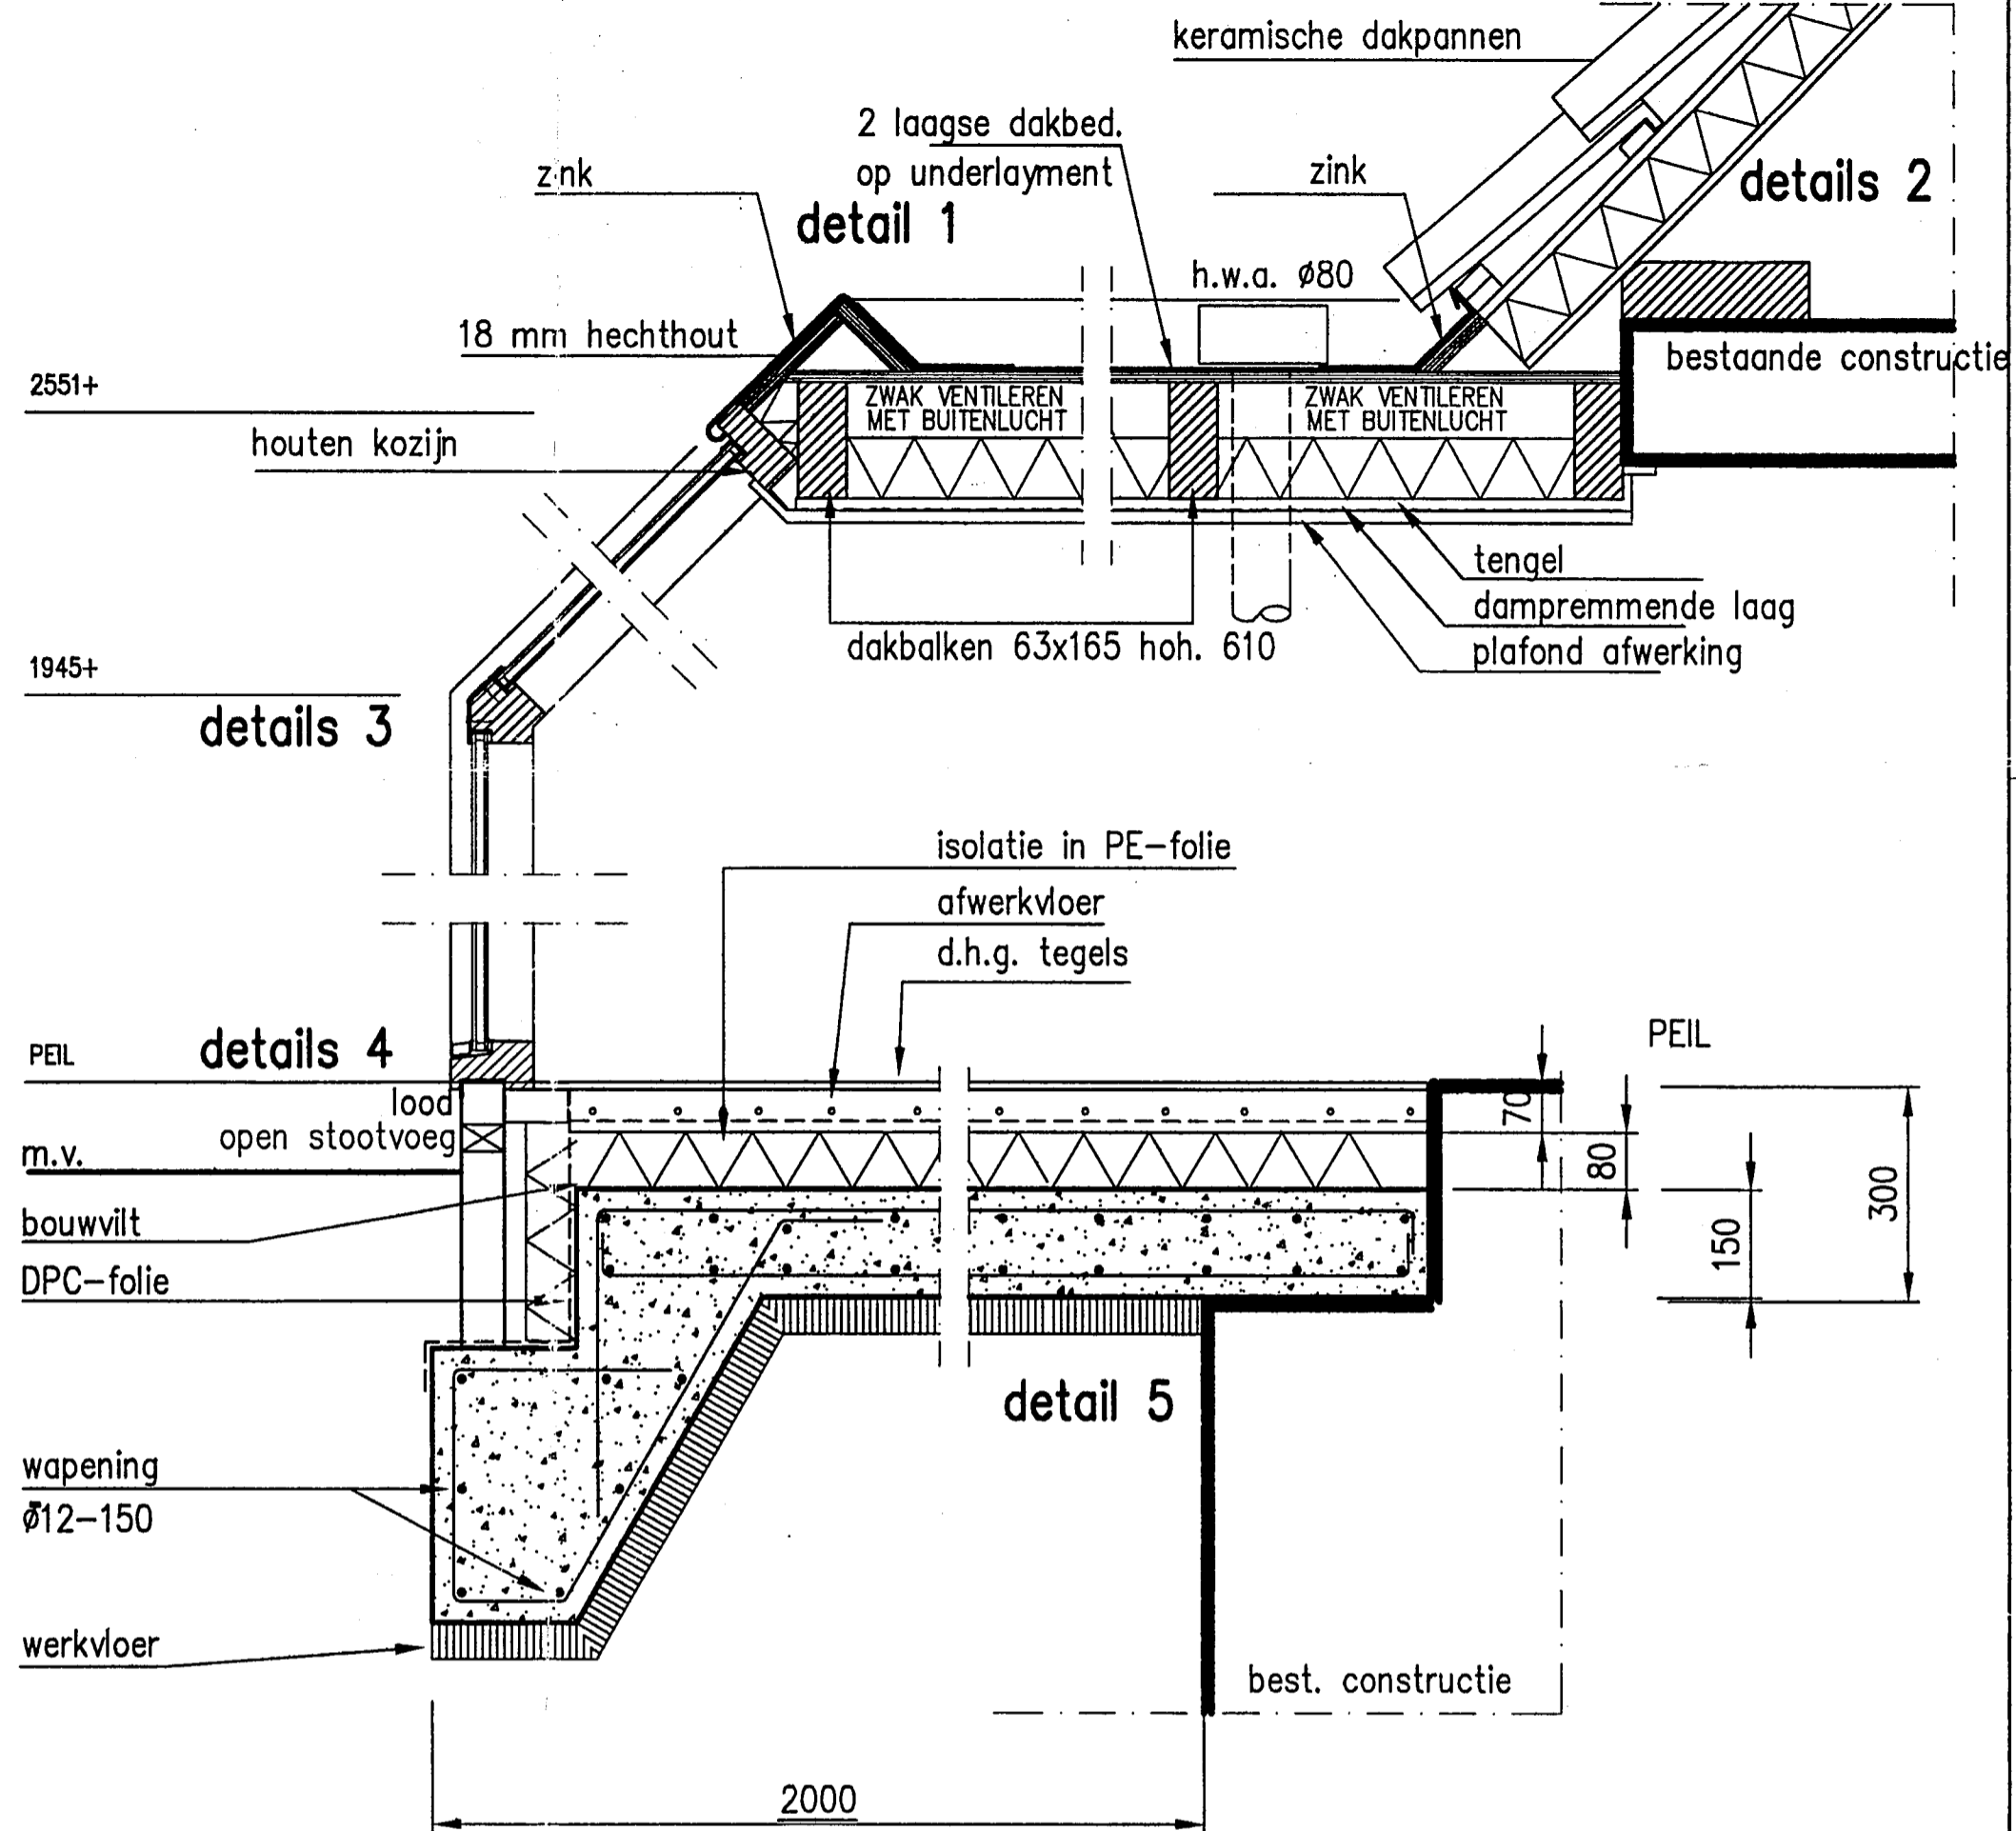 keramische dakpannen
2 laagse dakbed.
op underlayment
zink
z nk
details 2
detail 1
h.w.a. ø80
18 mm hechthout
bestaande constructie
2551+
houten kozijn
ZWAK VENTILEREN
MET BUITENLUCHT
ZWAK VENTILEREN
MET BUITENLUCHT
tengel
dampremmende laag
plafond afwerking
dakbalken 63x165 hoh. 610
1945+
details 3
isolatie in PE-folie
afwerkvloer
d.h.g. tegels
PEIL
details 4
PEIL
lood
open stootvoeg
m.v.
70
80
150
300
bouwvilt
DPC-folie
detail 5
wapening
ø12-150
werkvloer
best. constructie
2000